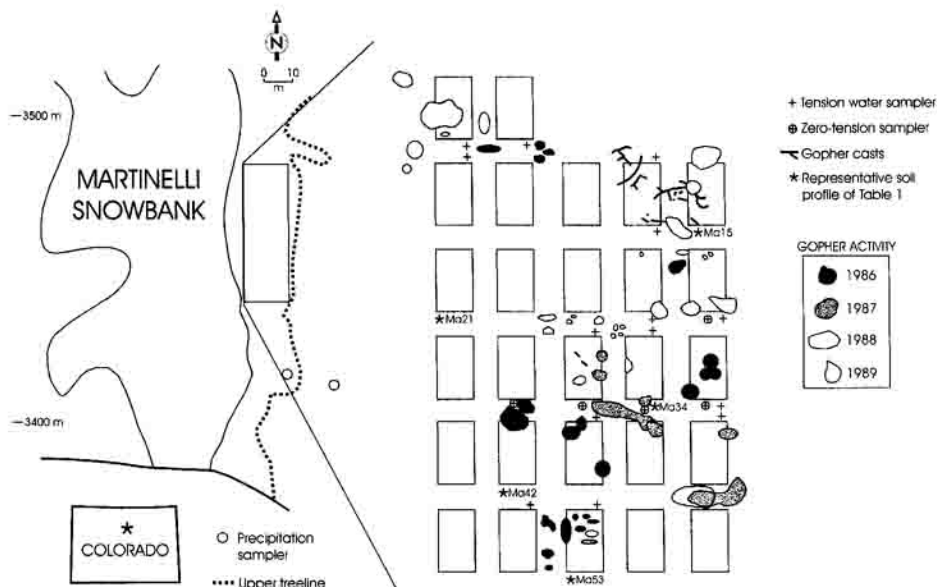 N
0 10
m
—3500 m
MARTINELLI
SNOWBANK
—3400 m
COLORADO
Precipitation
sampler
Upper treeline
Ma15
Ma21
Ma34
Ma42
Ma53
+ Tension water sampler
⊕ Zero-tension sampler
Gopher casts
* Representative soil
profile of Table 1
GOPHER ACTIVITY
1986
1987
1988
1989